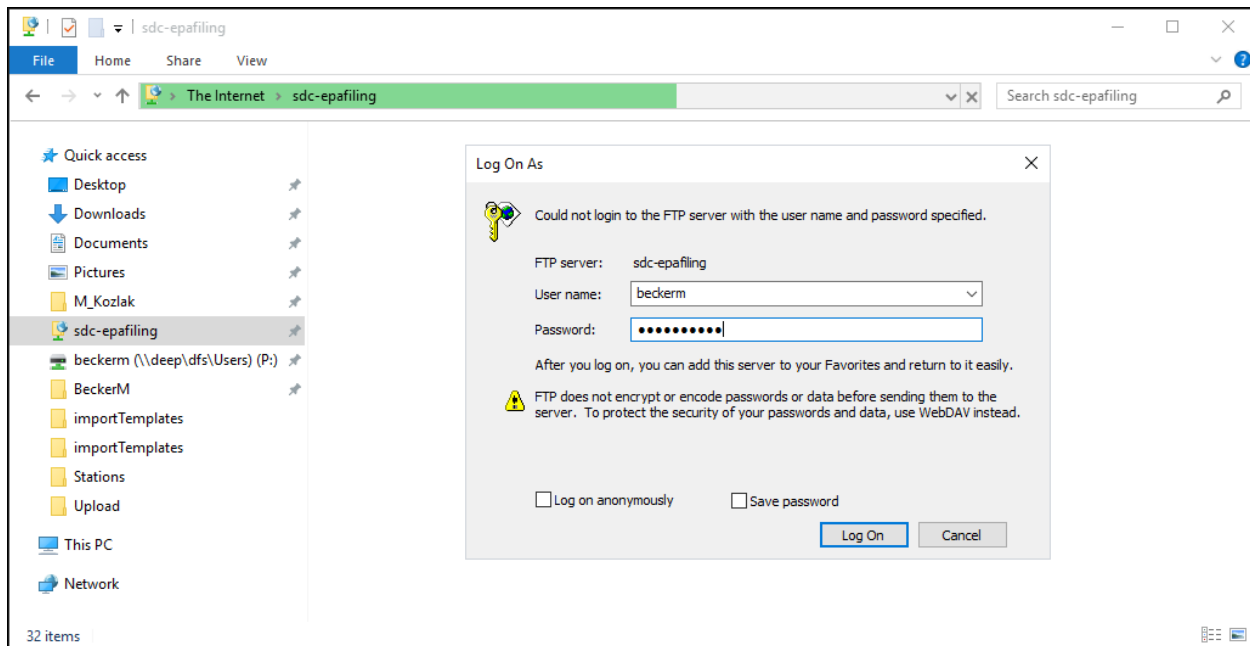 sdc-epafiling
File Home Share View
The Internet > sdc-epafiling
Search sdc-epafiling
Quick access
Desktop
Downloads
Documents
Pictures
M_Kozlak
sdc-epafiling
beckerm (\\deep\dfs\Users) (P:)
BeckerM
importTemplates
importTemplates
Stations
Upload
This PC
Network
32 items
Log On As
Could not login to the FTP server with the user name and password specified.
FTP server: sdc-epafiling
User name: beckerm
Password: ●●●●●●●●●●
After you log on, you can add this server to your Favorites and return to it easily.
FTP does not encrypt or encode passwords or data before sending them to the
server. To protect the security of your passwords and data, use WebDAV instead.
Log on anonymously Save password
Log On Cancel